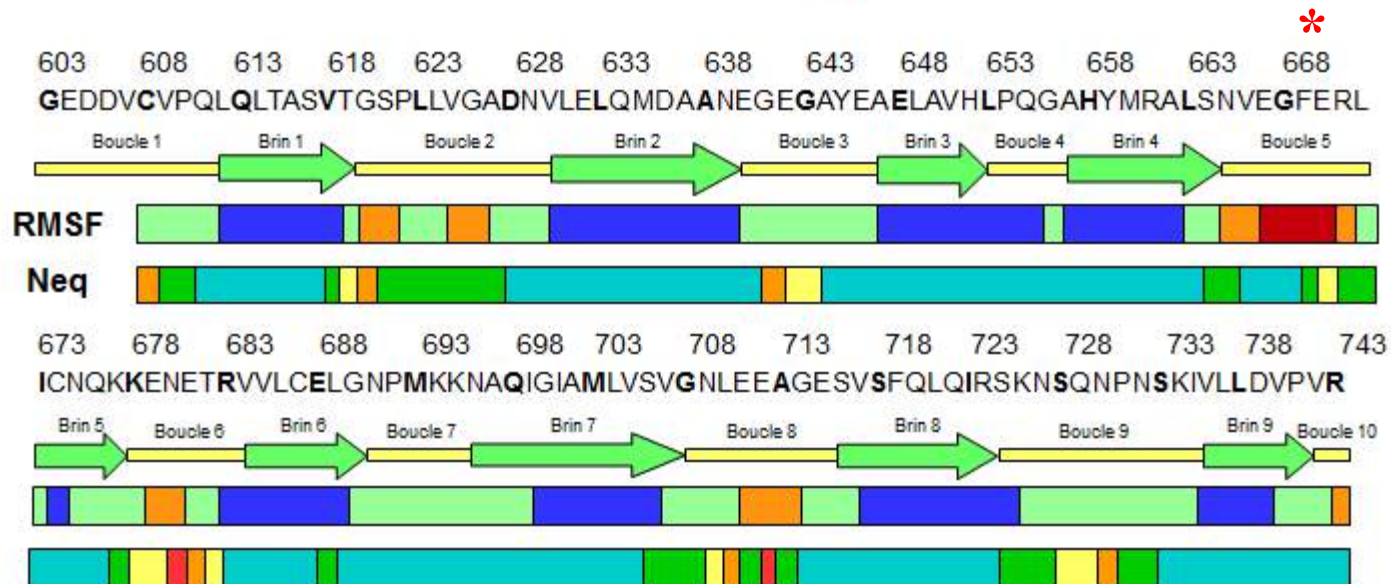 *
603 608 613 618 623 628 633 638 643 648 653 658 663 668
GEDDVCVPQLQLTASVTGSPLLVGADNVLELQMDAANEGEGAYEAELAVHLPQGAHYMRALSNVEGFERL
Boucle 1 Brin 1 Boucle 2 Brin 2 Boucle 3 Brin 3 Boucle 4 Brin 4 Boucle 5
RMSF
Neq
673 678 683 688 693 698 703 708 713 718 723 728 733 738 743
ICNQKKENETRVVLCELGNPMKKNAQIGIAMLVSVGNLEEAGESVSFQLQIRSKNSQNPNSKIVLLDVPVR
Brin 5 Boucle 6 Brin 6 Boucle 7 Brin 7 Boucle 8 Brin 8 Boucle 9 Brin 9 Boucle 10